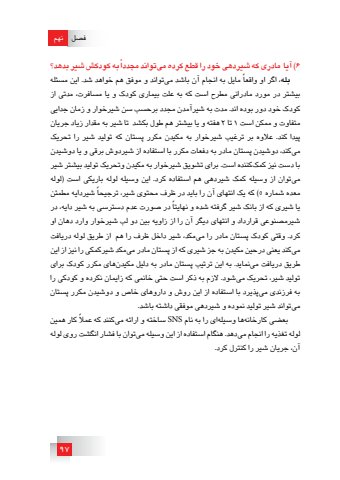 فصل نهم
۶) آیا مادری که شیردهی خود را قطع کرده می‌تواند مجدداً به کودکش شیر بدهد؟
بله. اگر او واقعاً مایل به انجام آن باشد می‌تواند و موفق هم خواهد شد. این مسئله
بیشتر در مورد مادرانی مطرح است که به علت بیماری کودک و یا مسافرت، مدتی از
کودک خود دور بوده اند. مدت به شیرآمدن مجدد برحسب سن شیرخوار و زمان جدایی
متفاوت و ممکن است ۱ تا ۲ هفته و یا بیشتر هم طول بکشد تا شیر به مقدار زیاد جریان
پیدا کند. علاوه بر ترغیب شیرخوار به مکیدن مکرر پستان که تولید شیر را تحریک
می‌کند، دوشیدن پستان مادر به دفعات مکرر با استفاده از شیردوش برقی و یا دوشیدن
با دست نیز کمک‌کننده است. برای تشویق شیرخوار به مکیدن وتحریک تولید بیشتر شیر
می‌توان از وسیله کمک شیردهی هم استفاده کرد. این وسیله لوله باریکی است (لوله
معده شماره ۵) که یک انتهای آن را باید در ظرف محتوی شیر، ترجیحاً شیردایه مطمئن
یا شیری که از بانک شیر گرفته شده و نهایتاً در صورت عدم دسترسی به شیر دایه، در
شیرمصنوعی قرارداد و انتهای دیگر آن را از زاویه بین دو لب شیرخوار وارد دهان او
کرد. وقتی کودک پستان مادر را می‌مکد، شیر داخل ظرف را هم از طریق لوله دریافت
می‌کند یعنی درحین مکیدن به جز شیری که از پستان مادر می‌مکد شیرکمکی را نیز از این
طریق دریافت می‌نماید. به این ترتیب پستان مادر به دلیل مکیدن‌های مکرر کودک برای
تولید شیر، تحریک می‌شود. لازم به ذکر است حتی خانمی که زایمان نکرده و کودکی را
به فرزندی می‌پذیرد با استفاده از این روش و داروهای خاص و دوشیدن مکرر پستان
می‌تواند شیر تولید نموده و شیردهی موفقی داشته باشد.
بعضی کارخانه‌ها وسیله‌ای را به نام SNS ساخته و ارائه می‌کنند که عملاً کار همین
لوله تغذیه را انجام می‌دهد. هنگام استفاده از این وسیله می‌توان با فشار انگشت روی لوله
آن، جریان شیر را کنترل کرد.
۹۷